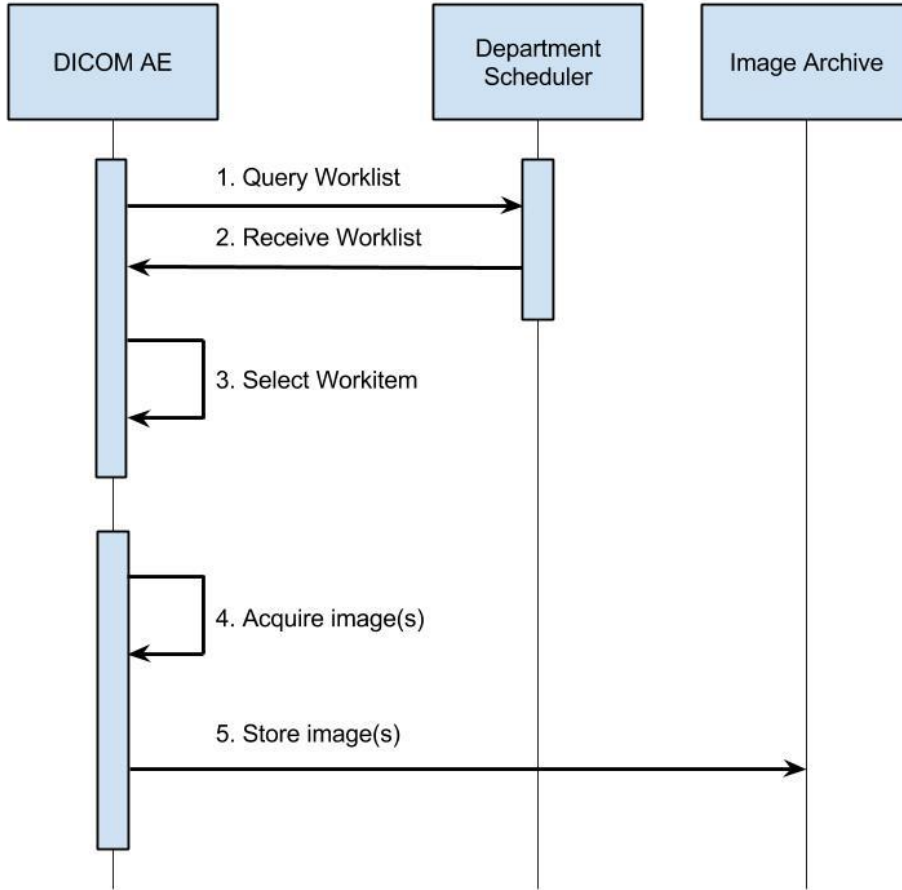 DICOM AE
Department
Scheduler
Image Archive
1. Query Worklist
2. Receive Worklist
3. Select Workitem
4. Acquire image(s)
5. Store image(s)